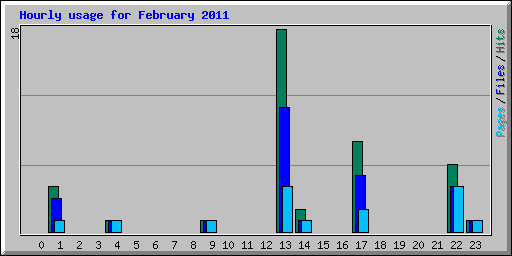 Hourly usage for February 2011
18
Pages/Files/Hits
0 1 2 3 4 5 6 7 8 9 10 11 12 13 14 15 16 17 18 19 20 21 22 23